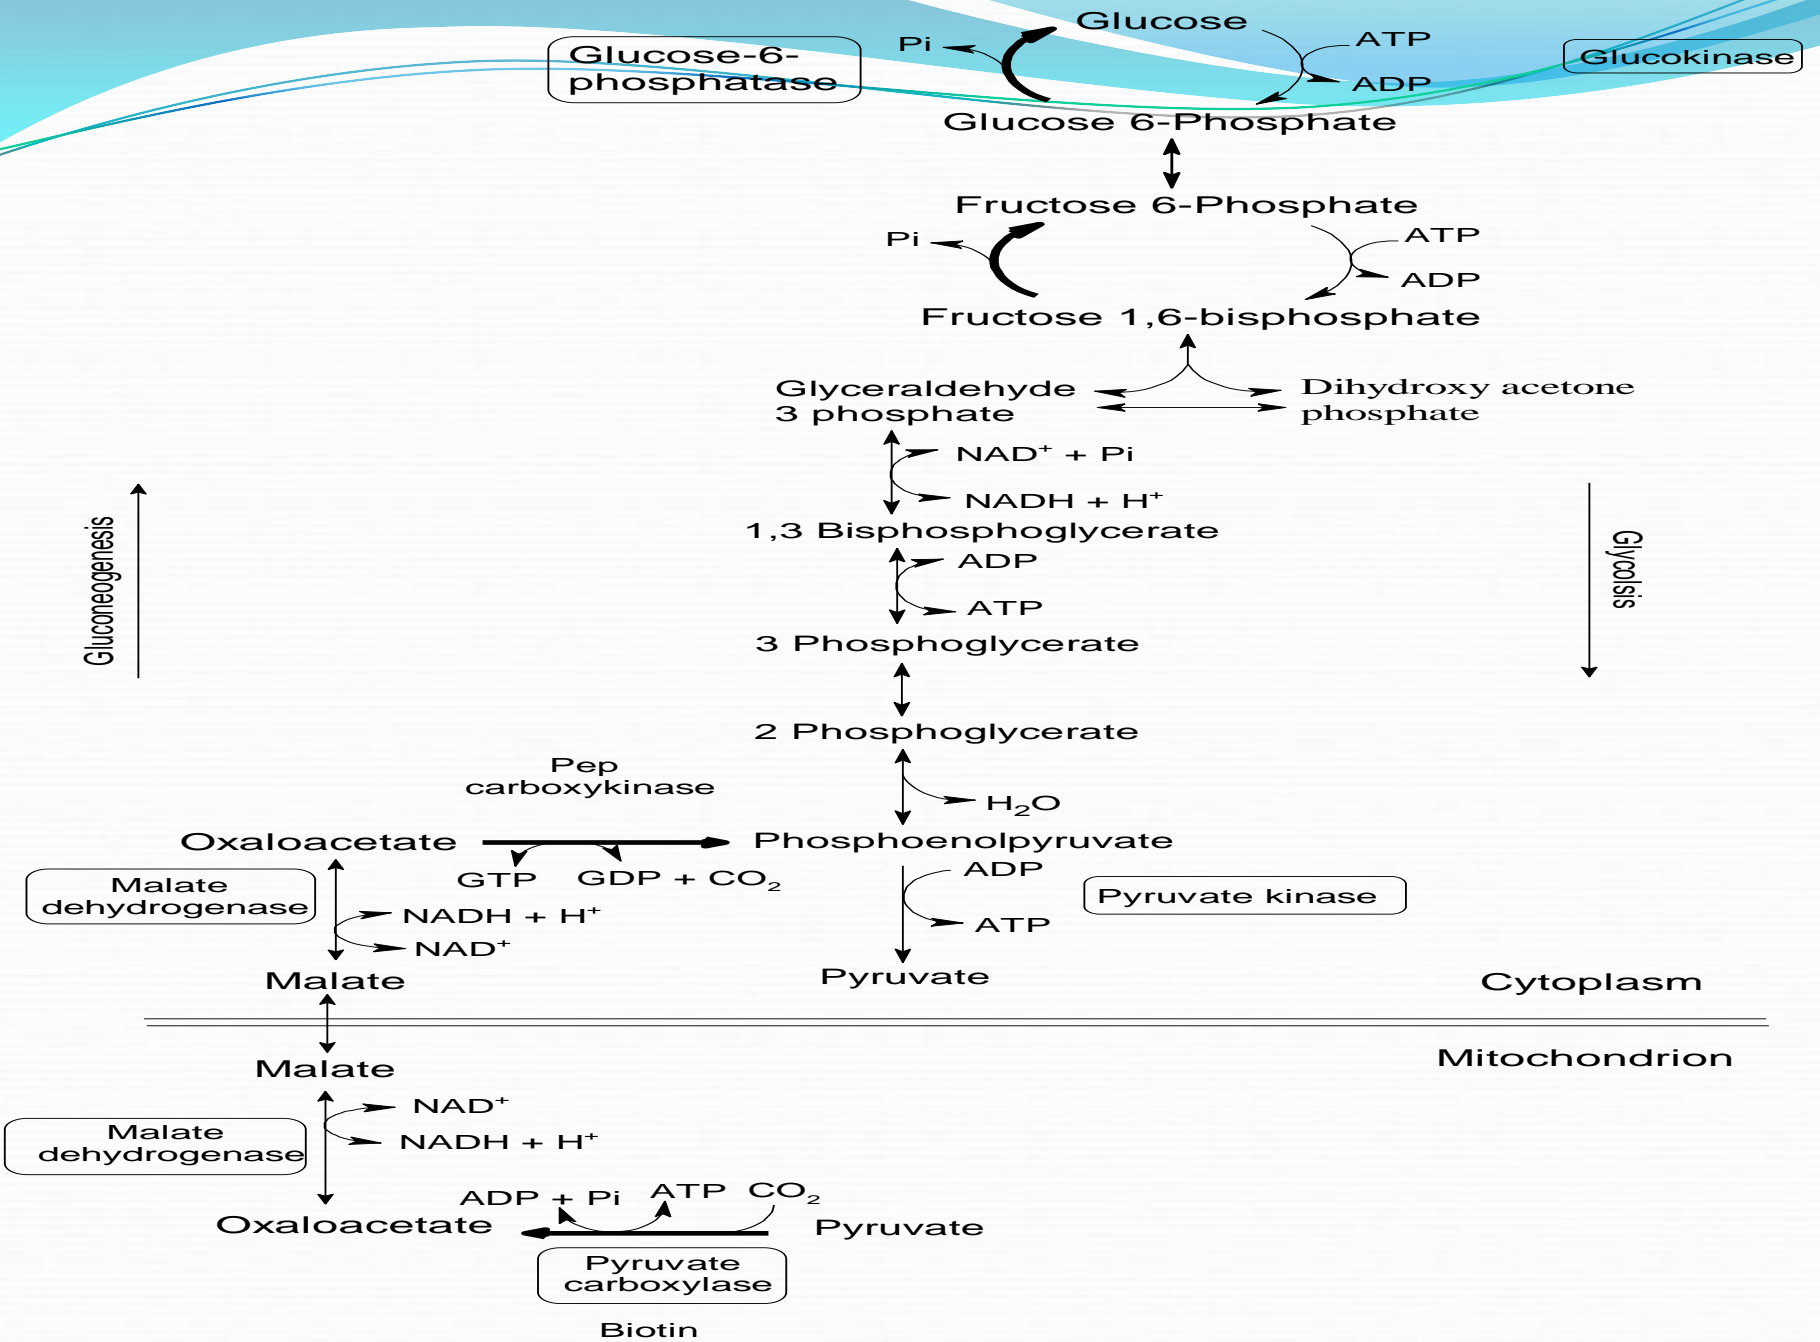 Glucose
Pi
ATP
Glucose-6-
phosphatase
Glucokinase
ADP
Glucose 6-Phosphate
Fructose 6-Phosphate
Pi
ATP
ADP
Fructose 1,6-bisphosphate
Glyceraldehyde
3 phosphate
Dihydroxy acetone
phosphate
NAD+ + Pi
NADH + H+
1,3 Bisphosphoglycerate
ADP
ATP
Gluconeogenesis
Glycolsis
3 Phosphoglycerate
2 Phosphoglycerate
Pep
carboxykinase
H2O
Oxaloacetate
Phosphoenolpyruvate
GTP
GDP + CO2
ADP
Malate
dehydrogenase
Pyruvate kinase
NADH + H+
ATP
NAD+
Malate
Pyruvate
Cytoplasm
Mitochondrion
Malate
NAD+
Malate
dehydrogenase
NADH + H+
ADP + Pi
ATP
CO2
Oxaloacetate
Pyruvate
Pyruvate
carboxylase
Biotin